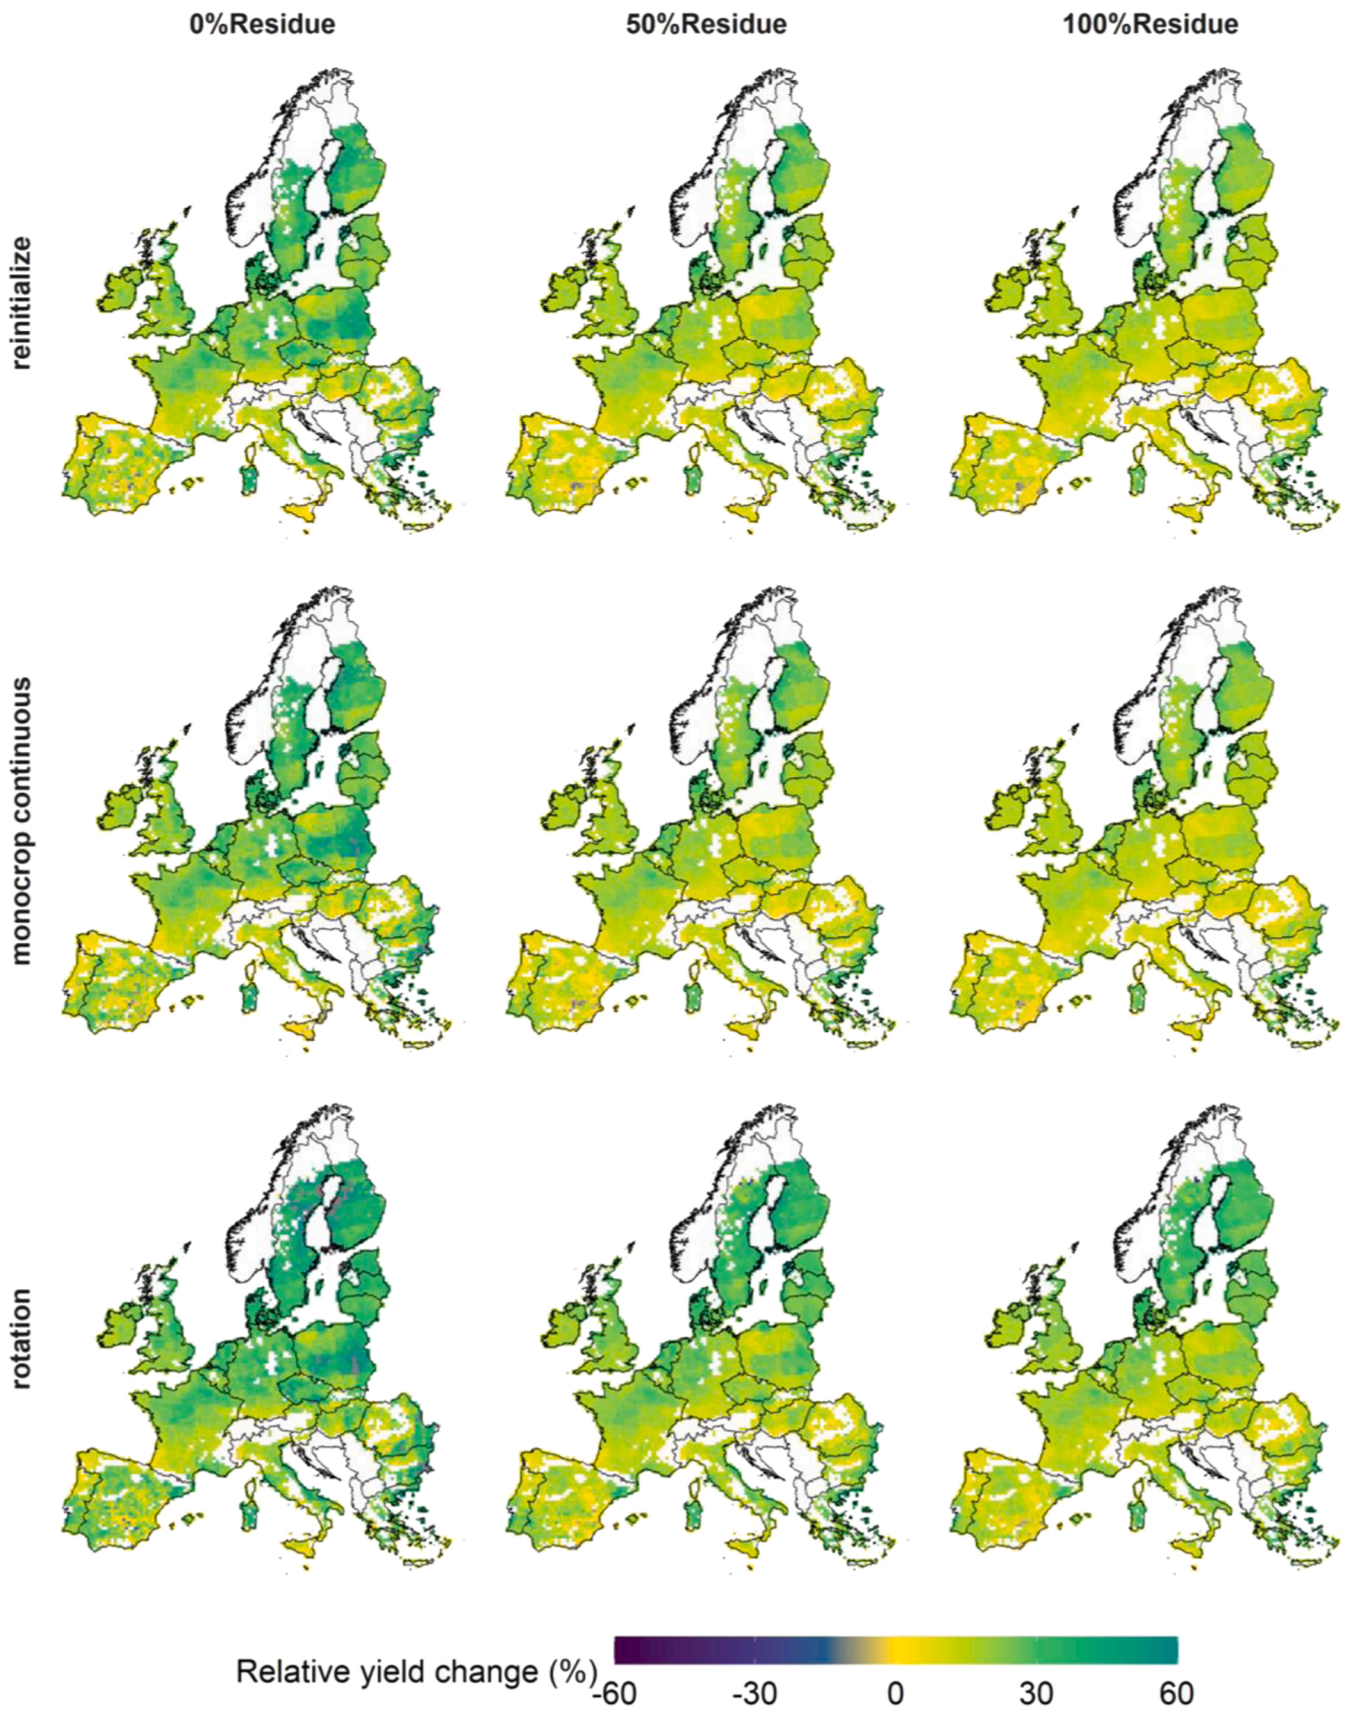 0%Residue 50%Residue 100%Residue
reinitialize
monocrop continuous
rotation
Relative yield change (%)
-60 -30 0 30 60